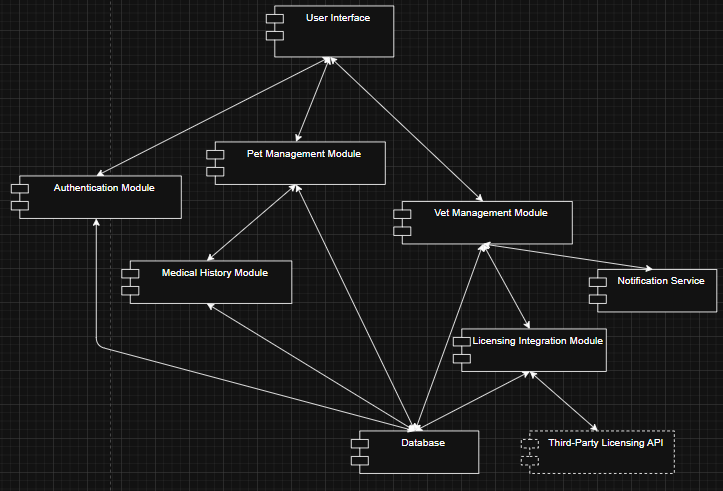 User Interface
Pet Management Module
Authentication Module
Vet Management Module
Medical History Module
Notification Service
Licensing Integration Module
Database
Third-Party Licensing API